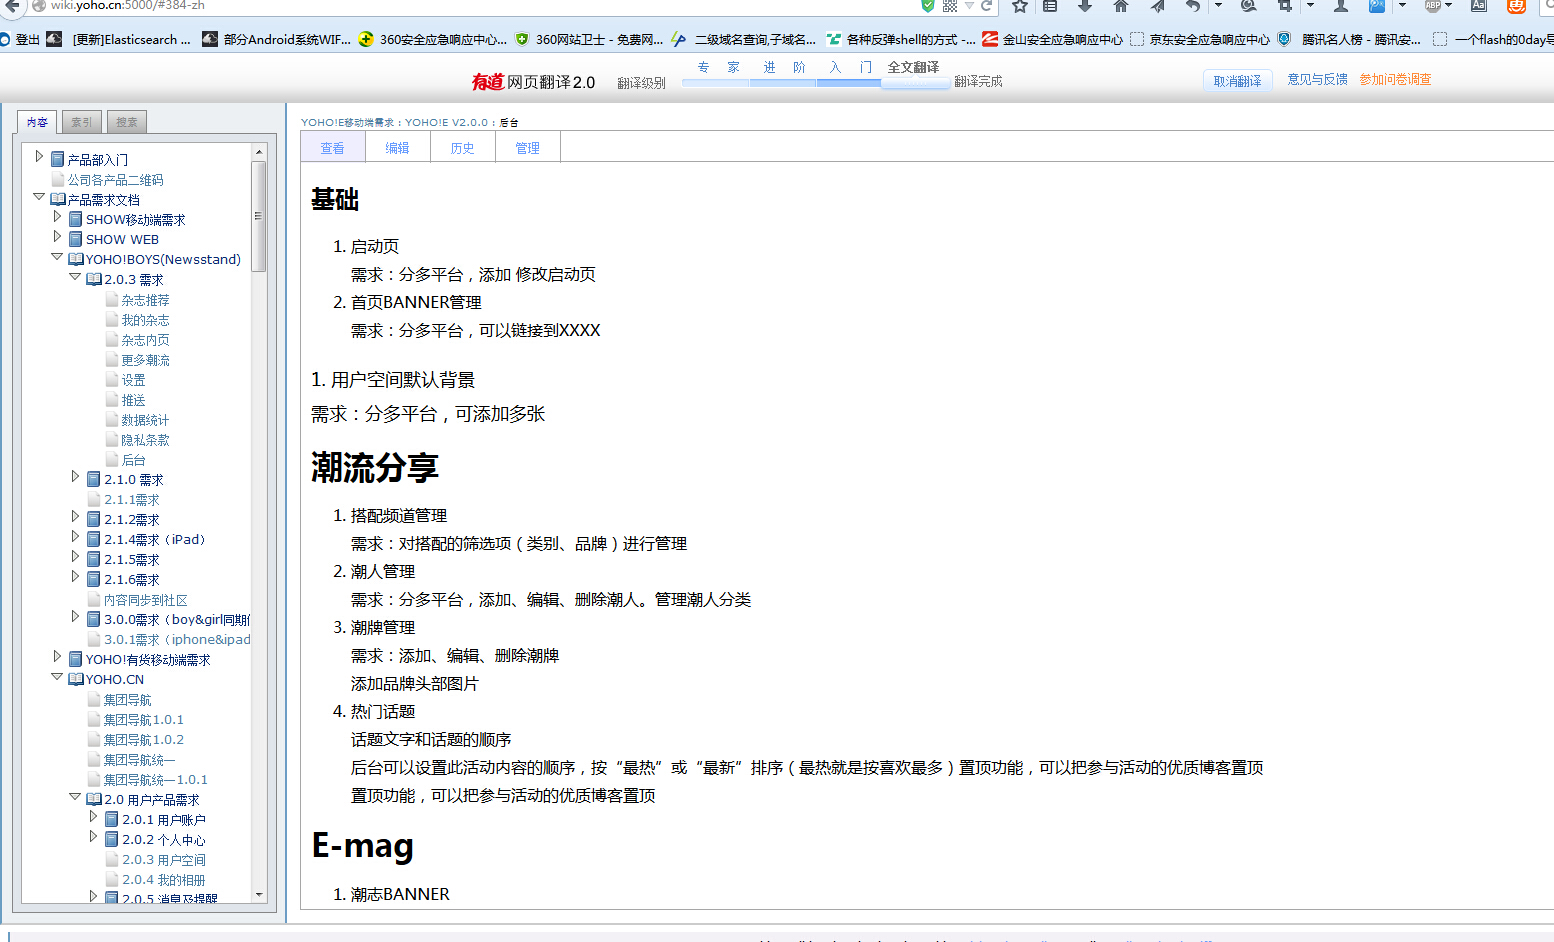 wiki.yoho.cn:5000/#384-zh
登出 [更新]Elasticsearch ... 部分Android系统WIF... 360安全应急响应中心... 360网站卫士 - 免费网... 二级域名查询,子域名... 各种反弹shell的方式 -... 金山安全应急响应中心 京东安全应急响应中心 腾讯名人榜 - 腾讯安... 一个flash的0day导
有道 网页翻译2.0 翻译级别 专 家 进 阶 入 门 全文翻译 翻译完成 取消翻译 意见与反馈 参加问卷调查
内容 索引 搜索
产品部入门
公司各产品二维码
产品需求文档
SHOW移动端需求
SHOW WEB
YOHO!BOYS(Newsstand)
2.0.3 需求
杂志推荐
我的杂志
杂志内页
更多潮流
设置
推送
数据统计
隐私条款
后台
2.1.0 需求
2.1.1需求
2.1.2需求
2.1.4需求（iPad）
2.1.5需求
2.1.6需求
内容同步到社区
3.0.0需求（boy&girl同期
3.0.1需求（iphone&ipad
YOHO!有货移动端需求
YOHO.CN
集团导航
集团导航1.0.1
集团导航1.0.2
集团导航统一
集团导航统一1.0.1
2.0 用户产品需求
2.0.1 用户账户
2.0.2 个人中心
2.0.3 用户空间
2.0.4 我的相册
2.0.5 消息及提醒
YOHO!E移动端需求 : YOHO!E V2.0.0 : 后台
查看 编辑 历史 管理
基础
1. 启动页
需求：分多平台，添加 修改启动页
2. 首页BANNER管理
需求：分多平台，可以链接到XXXX
1. 用户空间默认背景
需求：分多平台，可添加多张
潮流分享
1. 搭配频道管理
需求：对搭配的筛选项（类别、品牌）进行管理
2. 潮人管理
需求：分多平台，添加、编辑、删除潮人。管理潮人分类
3. 潮牌管理
需求：添加、编辑、删除潮牌
添加品牌头部图片
4. 热门话题
话题文字和话题的顺序
后台可以设置此活动内容的顺序，按“最热”或“最新”排序（最热就是按喜欢最多）置顶功能，可以把参与活动的优质博客置顶
置顶功能，可以把参与活动的优质博客置顶
E-mag
1. 潮志BANNER